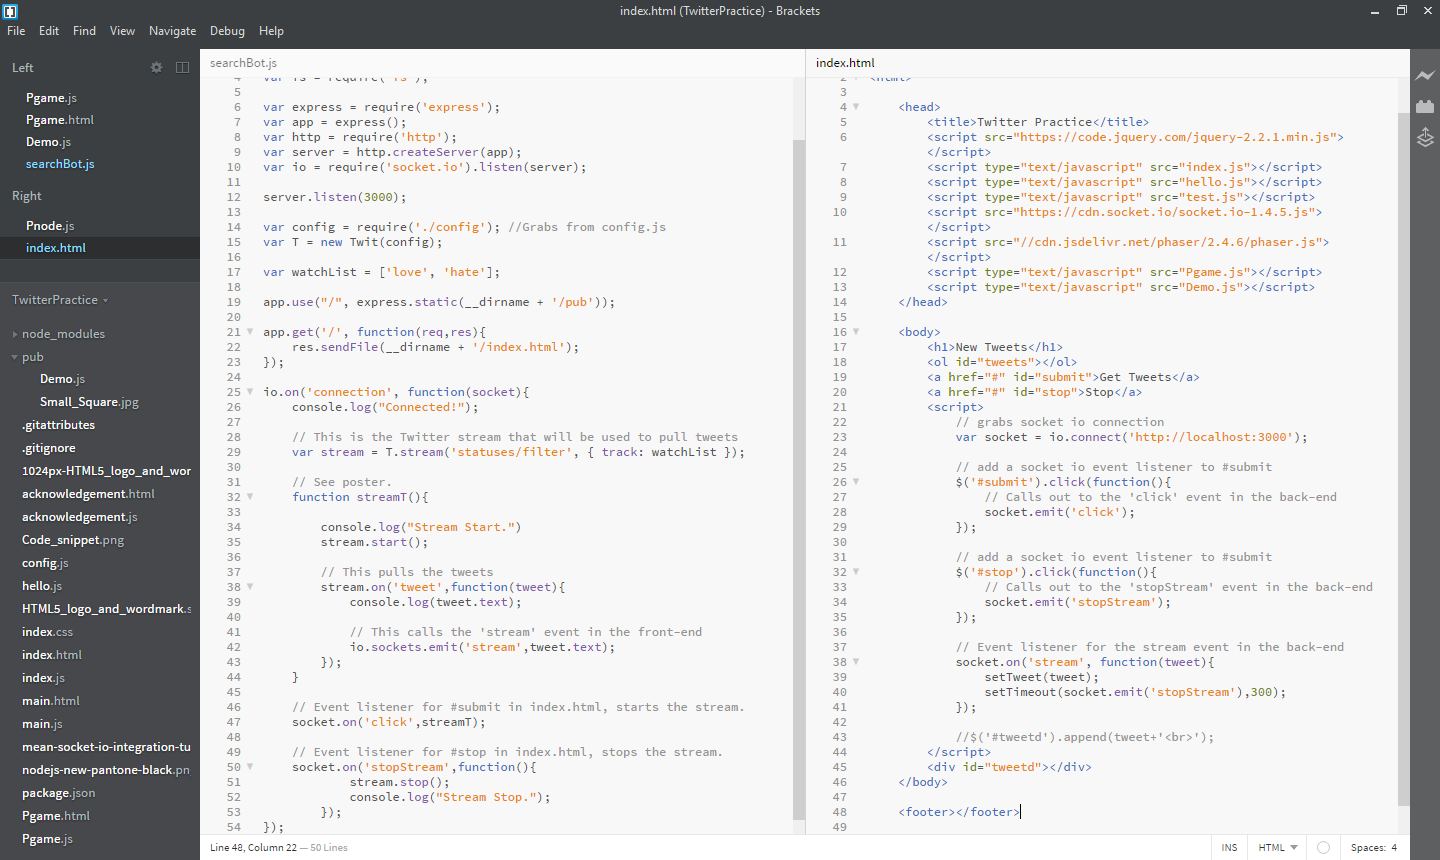 index.html (TwitterPractice) - Brackets
File Edit Find View Navigate Debug Help
Left
Pgame.js
Pgame.html
Demo.js
searchBot.js
Right
Pnode.js
index.html
TwitterPractice
node_modules
pub
Demo.js
Small_Square.jpg
.gitattributes
.gitignore
1024px-HTML5_logo_and_wor
acknowledgement.html
acknowledgement.js
Code_snippet.png
config.js
hello.js
HTML5_logo_and_wordmark.s
index.css
index.html
index.js
main.html
main.js
mean-socket-io-integration-tu
nodejs-new-pantone-black.pn
package.json
Pgame.html
Pgame.js
searchBot.js
4 var fs = require('fs');
5
6 var express = require('express');
7 var app = express();
8 var http = require('http');
9 var server = http.createServer(app);
10 var io = require('socket.io').listen(server);
11
12 server.listen(3000);
13
14 var config = require('./config'); //Grabs from config.js
15 var T = new Twit(config);
16
17 var watchList = ['love', 'hate'];
18
19 app.use("/", express.static(__dirname + '/pub'));
20
21 app.get('/', function(req,res){
22 res.sendFile(__dirname + '/index.html');
23 });
24
25 io.on('connection', function(socket){
26 console.log("Connected!");
27
28 // This is the Twitter stream that will be used to pull tweets
29 var stream = T.stream('statuses/filter', { track: watchList });
30
31 // See poster.
32 function streamT(){
33
34 console.log("Stream Start.")
35 stream.start();
36
37 // This pulls the tweets
38 stream.on('tweet',function(tweet){
39 console.log(tweet.text);
40
41 // This calls the 'stream' event in the front-end
42 io.sockets.emit('stream',tweet.text);
43 });
44 }
45
46 // Event listener for #submit in index.html, starts the stream.
47 socket.on('click',streamT);
48
49 // Event listener for #stop in index.html, stops the stream.
50 socket.on('stopStream',function(){
51 stream.stop();
52 console.log("Stream Stop.");
53 });
54 });
index.html
2 <html>
3
4 <head>
5 <title>Twitter Practice</title>
6 <script src="https://code.jquery.com/jquery-2.2.1.min.js">
</script>
7 <script type="text/javascript" src="index.js"></script>
8 <script type="text/javascript" src="hello.js"></script>
9 <script type="text/javascript" src="test.js"></script>
10 <script src="https://cdn.socket.io/socket.io-1.4.5.js">
</script>
11 <script src="//cdn.jsdelivr.net/phaser/2.4.6/phaser.js">
</script>
12 <script type="text/javascript" src="Pgame.js"></script>
13 <script type="text/javascript" src="Demo.js"></script>
14 </head>
15
16 <body>
17 <h1>New Tweets</h1>
18 <ol id="tweets"></ol>
19 <a href="#" id="submit">Get Tweets</a>
20 <a href="#" id="stop">Stop</a>
21 <script>
22 // grabs socket io connection
23 var socket = io.connect('http://localhost:3000');
24
25 // add a socket io event listener to #submit
26 $('#submit').click(function(){
27 // Calls out to the 'click' event in the back-end
28 socket.emit('click');
29 });
30
31 // add a socket io event listener to #submit
32 $('#stop').click(function(){
33 // Calls out to the 'stopStream' event in the back-end
34 socket.emit('stopStream');
35 });
36
37 // Event listener for the stream event in the back-end
38 socket.on('stream', function(tweet){
39 setTweet(tweet);
40 setTimeout(socket.emit('stopStream'),300);
41 });
42
43 //$('#tweetd').append(tweet+'<br>');
44 </script>
45 <div id="tweetd"></div>
46 </body>
47
48 <footer></footer>
49
Line 48, Column 22 — 50 Lines
INS HTML Spaces: 4